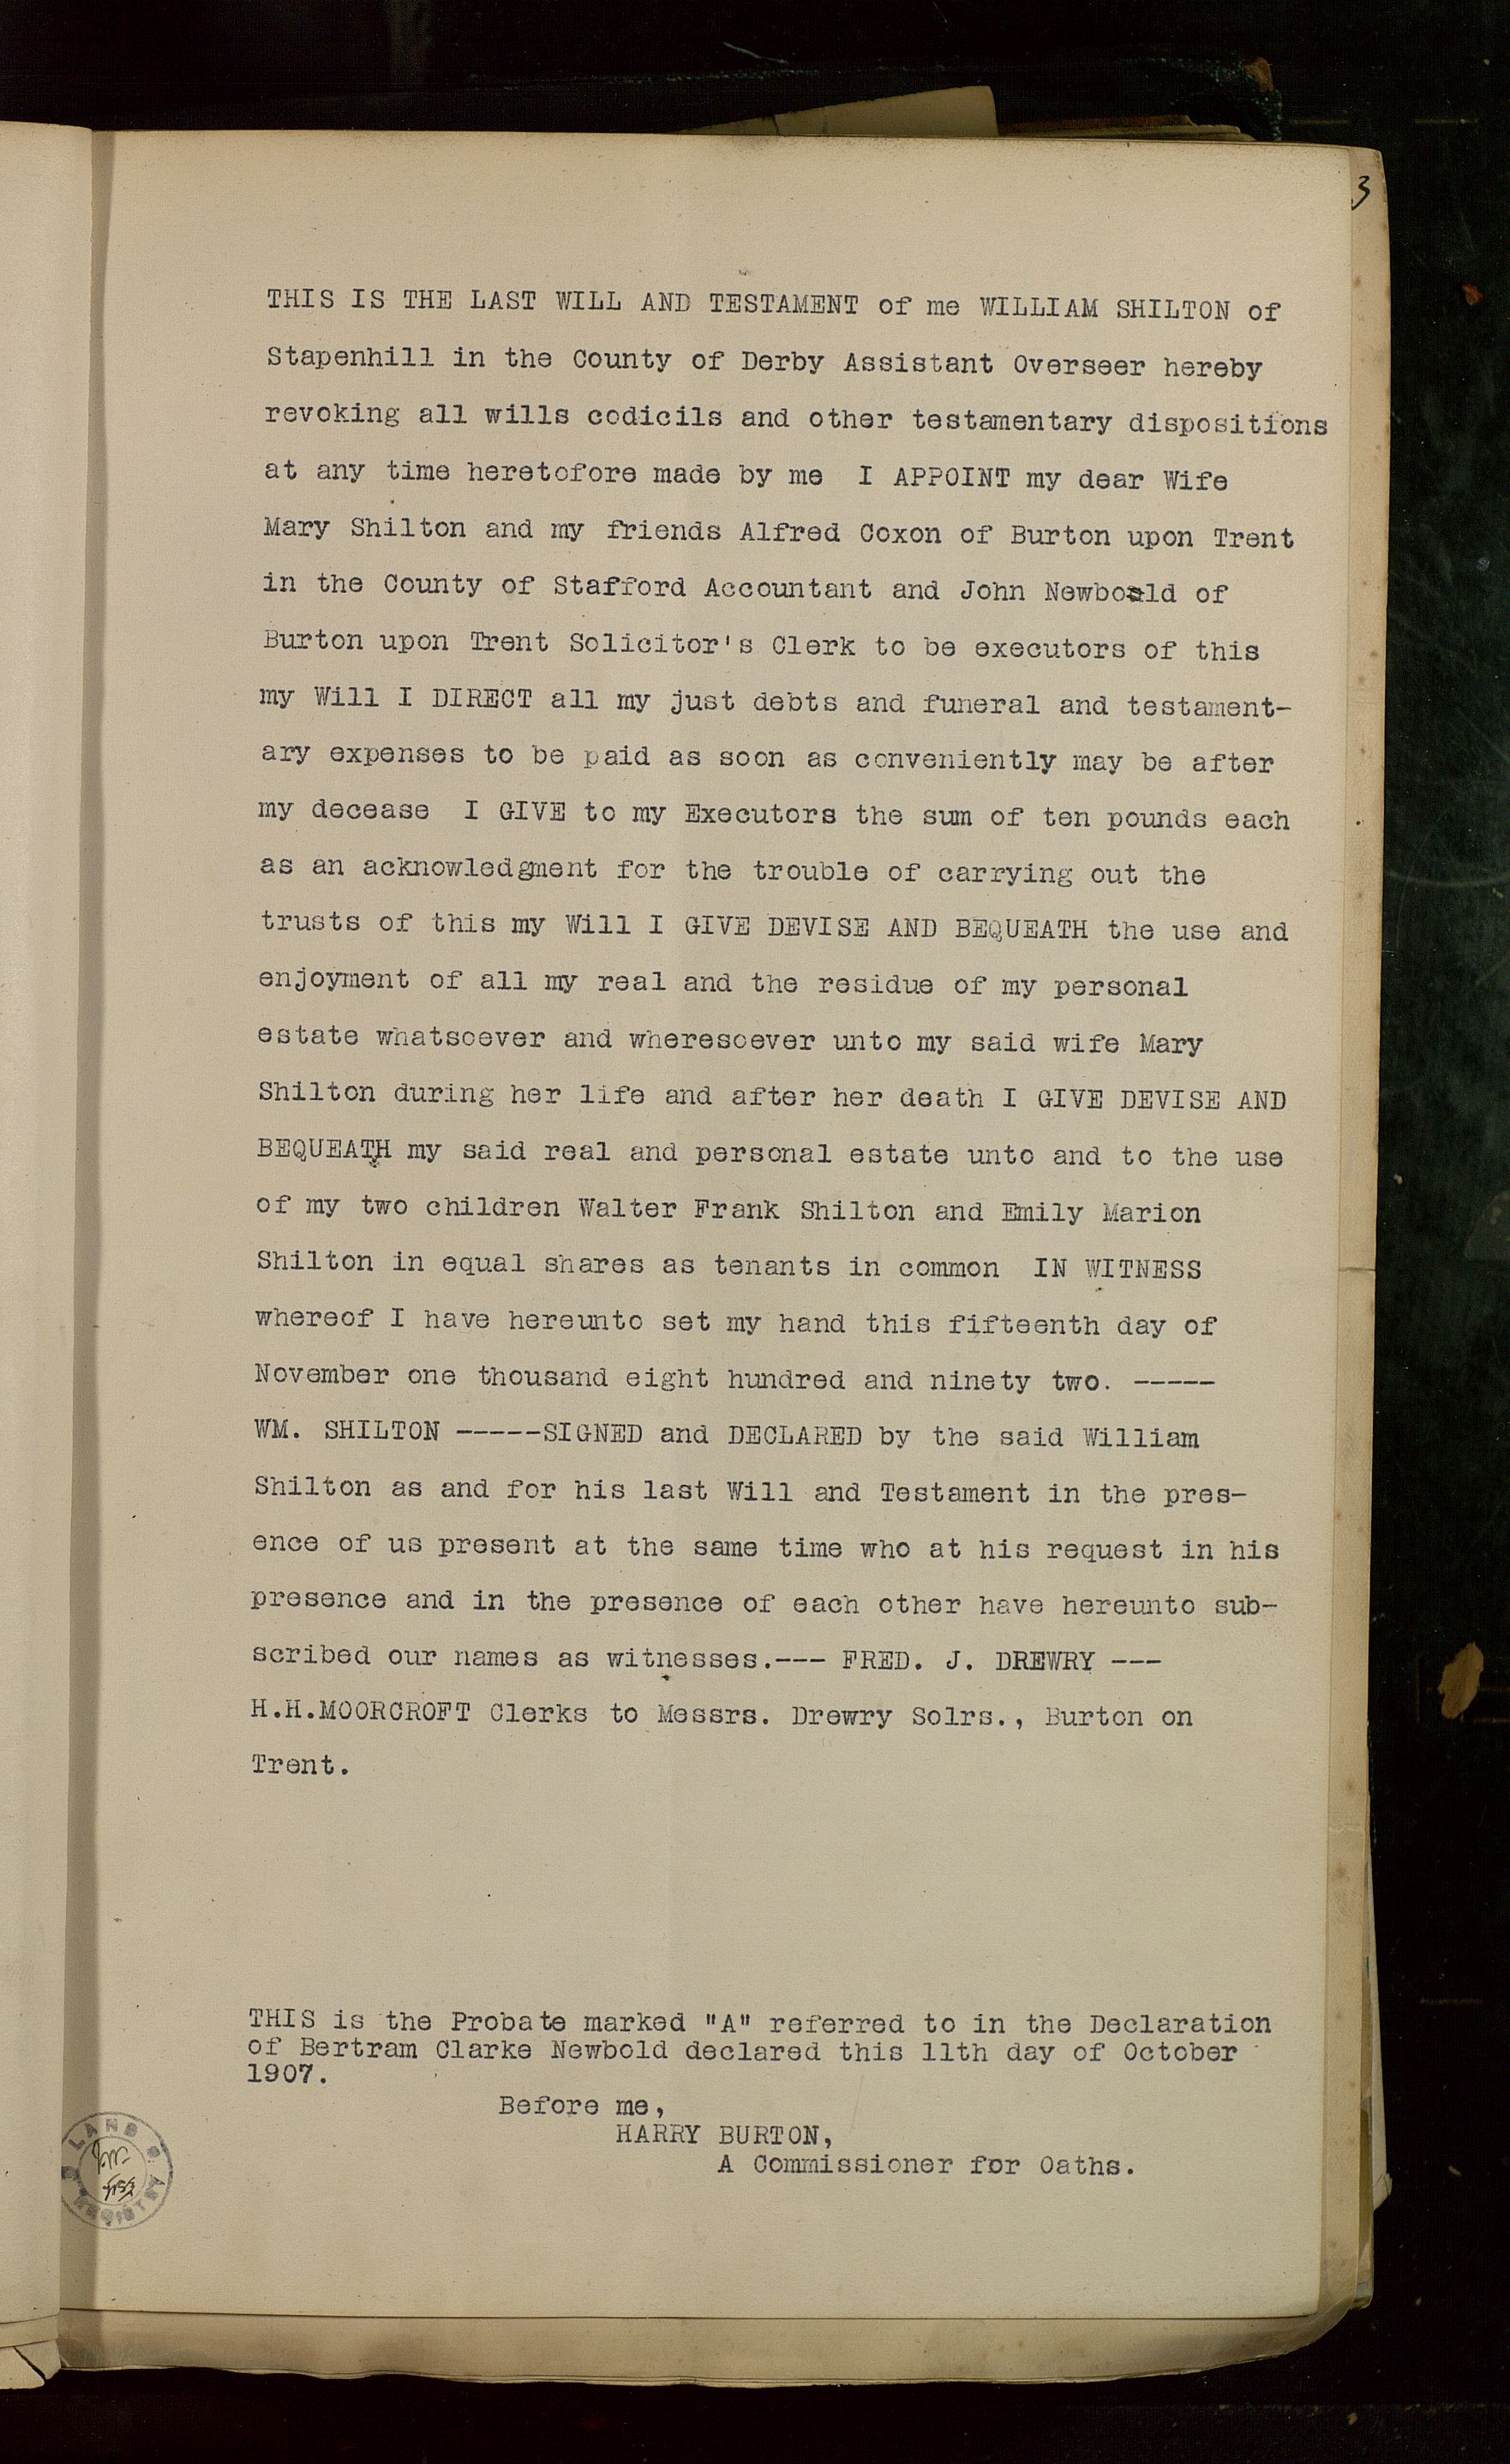 3
THIS IS THE LAST WILL AND TESTAMENT of me WILLIAM SHILTON of
Stapenhill in the County of Derby Assistant Overseer hereby
revoking all wills codicils and other testamentary dispositions
at any time heretofore made by me I APPOINT my dear Wife
Mary Shilton and my friends Alfred Coxon of Burton upon Trent
in the County of Stafford Accountant and John Newbold of
Burton upon Trent Solicitor's Clerk to be executors of this
my Will I DIRECT all my just debts and funeral and testament-
ary expenses to be paid as soon as conveniently may be after
my decease I GIVE to my Executors the sum of ten pounds each
as an acknowledgment for the trouble of carrying out the
trusts of this my Will I GIVE DEVISE AND BEQUEATH the use and
enjoyment of all my real and the residue of my personal
estate whatsoever and wheresoever unto my said wife Mary
Shilton during her life and after her death I GIVE DEVISE AND
BEQUEATH my said real and personal estate unto and to the use
of my two children Walter Frank Shilton and Emily Marion
Shilton in equal shares as tenants in common IN WITNESS
whereof I have hereunto set my hand this fifteenth day of
November one thousand eight hundred and ninety two. -----
WM. SHILTON -----SIGNED and DECLARED by the said William
Shilton as and for his last Will and Testament in the pres-
ence of us present at the same time who at his request in his
presence and in the presence of each other have hereunto sub-
scribed our names as witnesses.--- FRED. J. DREWRY ---
H.H.MOORCROFT Clerks to Messrs. Drewry Solrs., Burton on
Trent.
THIS is the Probate marked "A" referred to in the Declaration
of Bertram Clarke Newbold declared this 11th day of October
1907.
Before me,
HARRY BURTON,
A Commissioner for Oaths.
LAND REGISTRY